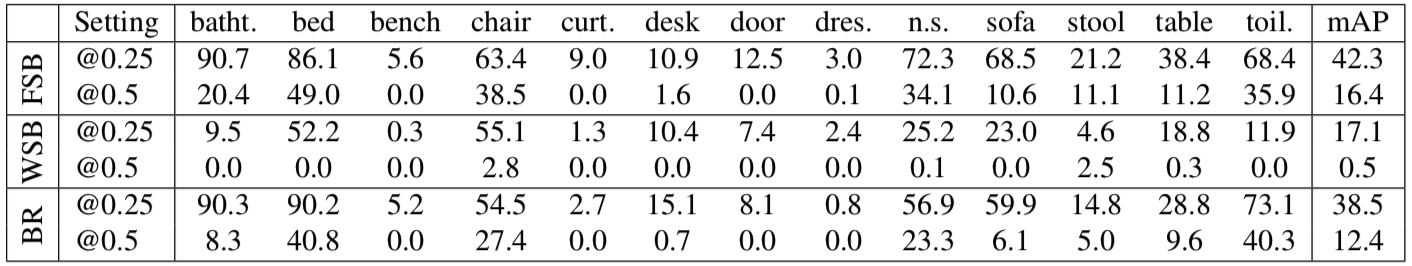 Setting batht. bed bench chair curt. desk door dres. n.s. sofa stool table toil. mAP
FSB @0.25 90.7 86.1 5.6 63.4 9.0 10.9 12.5 3.0 72.3 68.5 21.2 38.4 68.4 42.3
@0.5 20.4 49.0 0.0 38.5 0.0 1.6 0.0 0.1 34.1 10.6 11.1 11.2 35.9 16.4
WSB @0.25 9.5 52.2 0.3 55.1 1.3 10.4 7.4 2.4 25.2 23.0 4.6 18.8 11.9 17.1
@0.5 0.0 0.0 0.0 2.8 0.0 0.0 0.0 0.0 0.1 0.0 2.5 0.3 0.0 0.5
BR @0.25 90.3 90.2 5.2 54.5 2.7 15.1 8.1 0.8 56.9 59.9 14.8 28.8 73.1 38.5
@0.5 8.3 40.8 0.0 27.4 0.0 0.7 0.0 0.0 23.3 6.1 5.0 9.6 40.3 12.4